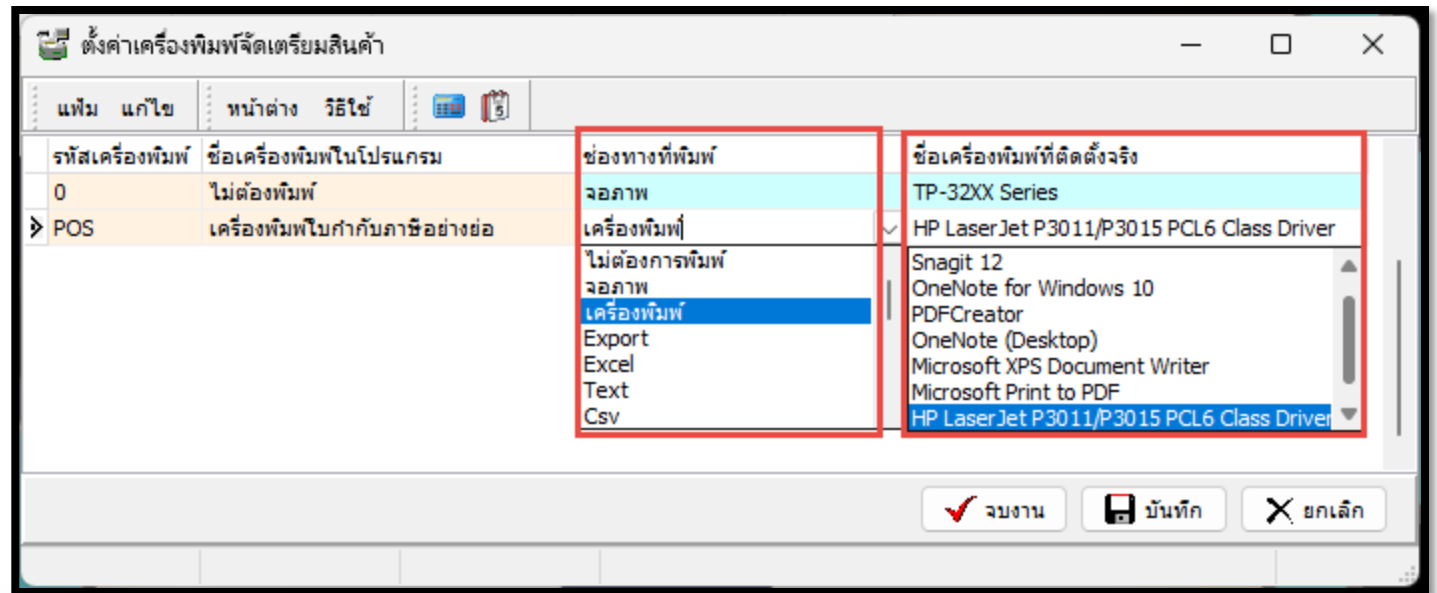 ตั้งค่าเครื่องพิมพ์จัดเตรียมสินค้า
แฟ้ม แก้ไข หน้าต่าง วิธีใช้ 5
รหัสเครื่องพิมพ์ ชื่อเครื่องพิมพ์ในโปรแกรม ช่องทางที่พิมพ์ ชื่อเครื่องพิมพ์ที่ติดตั้งจริง
0 ไม่ต้องพิมพ์ จอภาพ TP-32XX Series
POS เครื่องพิมพ์ใบกำกับภาษีอย่างย่อ เครื่องพิมพ์ HP LaserJet P3011/P3015 PCL6 Class Driver
ไม่ต้องการพิมพ์
จอภาพ
เครื่องพิมพ์
Export
Excel
Text
Csv
Snagit 12
OneNote for Windows 10
PDFCreator
OneNote (Desktop)
Microsoft XPS Document Writer
Microsoft Print to PDF
HP LaserJet P3011/P3015 PCL6 Class Driver
จบงาน บันทึก ยกเลิก